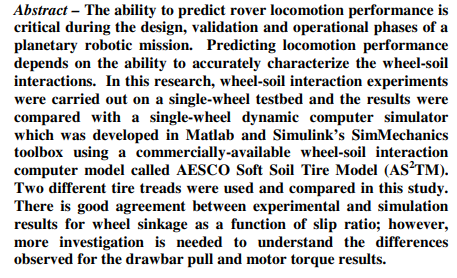 Abstract – The ability to predict rover locomotion performance is
critical during the design, validation and operational phases of a
planetary robotic mission.  Predicting locomotion performance
depends on the ability to accurately characterize the wheel-soil
interactions.  In this research, wheel-soil interaction experiments
were carried out on a single-wheel testbed and the results were
compared with a single-wheel dynamic computer simulator
which was developed in Matlab and Simulink’s SimMechanics
toolbox using a commercially-available wheel-soil interaction
computer model called AESCO Soft Soil Tire Model (AS²TM).
Two different tire treads were used and compared in this study.
There is good agreement between experimental and simulation
results for wheel sinkage as a function of slip ratio; however,
more investigation is needed to understand the differences
observed for the drawbar pull and motor torque results.